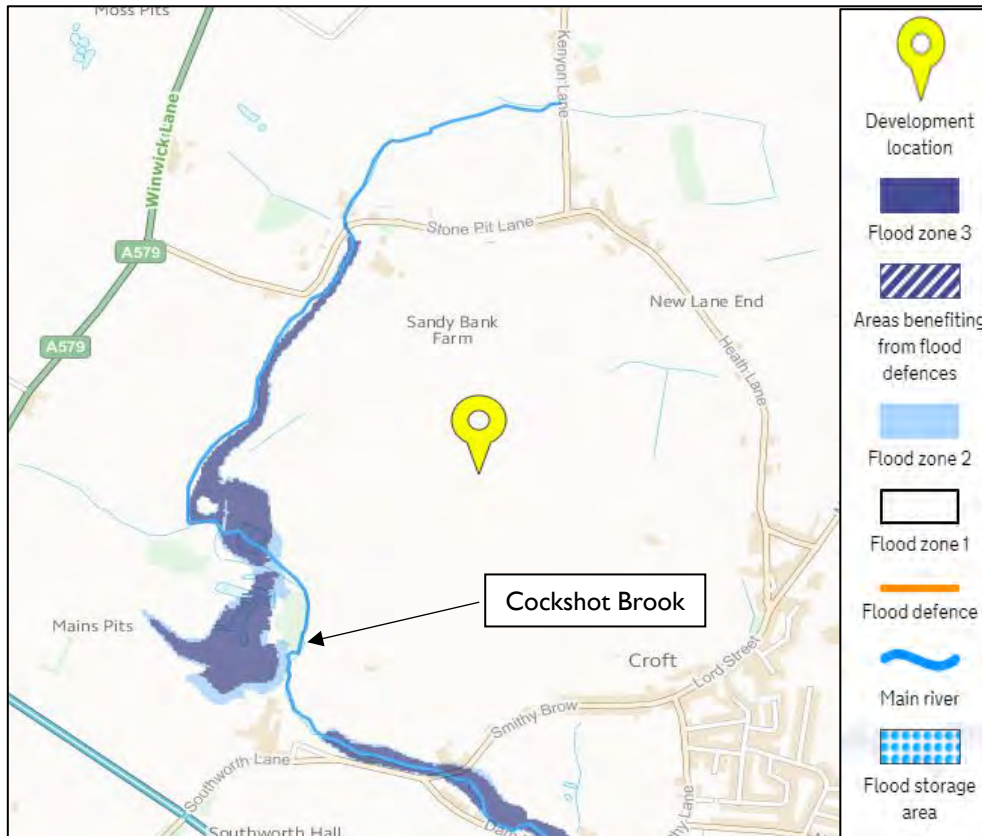 Moss Pits
Kenyon Lane
Winwick Lane
A579
Stone Pit Lane
New Lane End
Sandy Bank
Farm
A579
Heath Lane
Cockshot Brook
Mains Pits
Croft
Lord Street
Smithy Brow
Southworth Lane
Southworth Hall
Development
location
Flood zone 3
Areas benefiting
from flood
defences
Flood zone 2
Flood zone 1
Flood defence
Main river
Flood storage
area